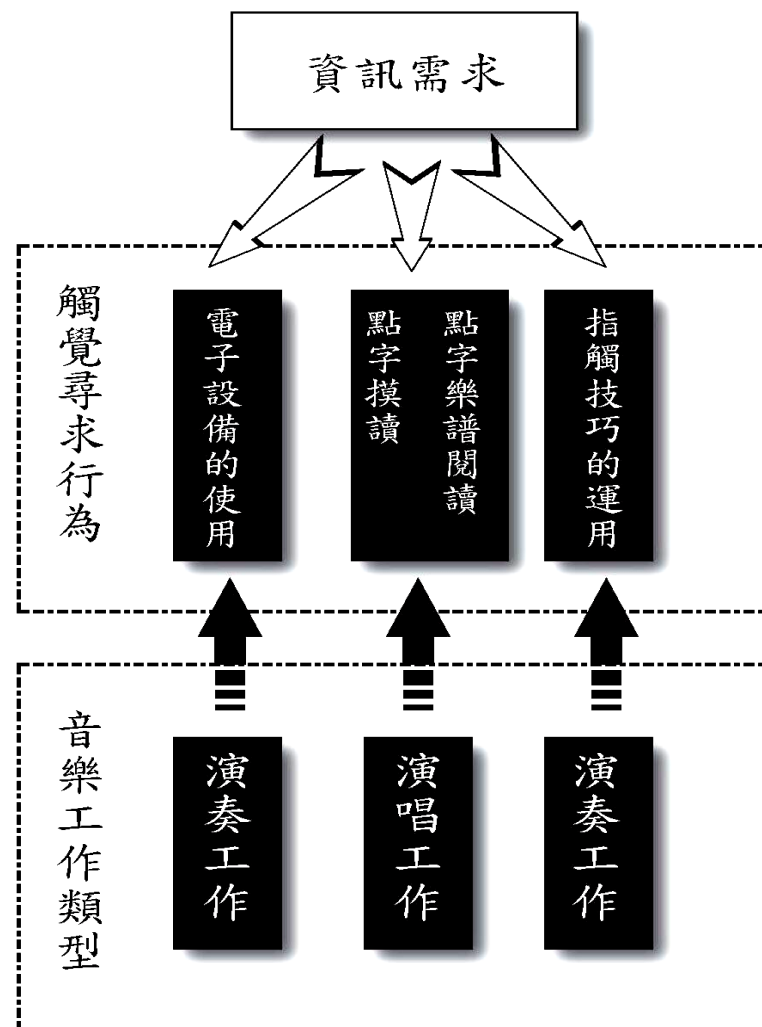 資訊需求
觸覺尋求行為
電子設備的使用
點字樂譜閱讀
點字摸讀
指觸技巧的運用
音樂工作類型
演奏工作
演唱工作
演奏工作